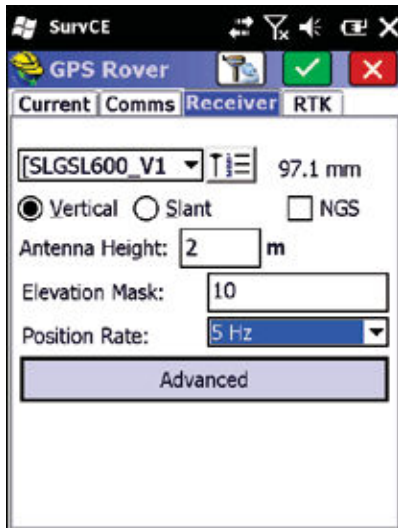 SurvCE
GPS Rover
Current Comms Receiver RTK
[SLGSL600_V1 97.1 mm
Vertical Slant NGS
Antenna Height: 2 m
Elevation Mask: 10
Position Rate: 5 Hz
Advanced